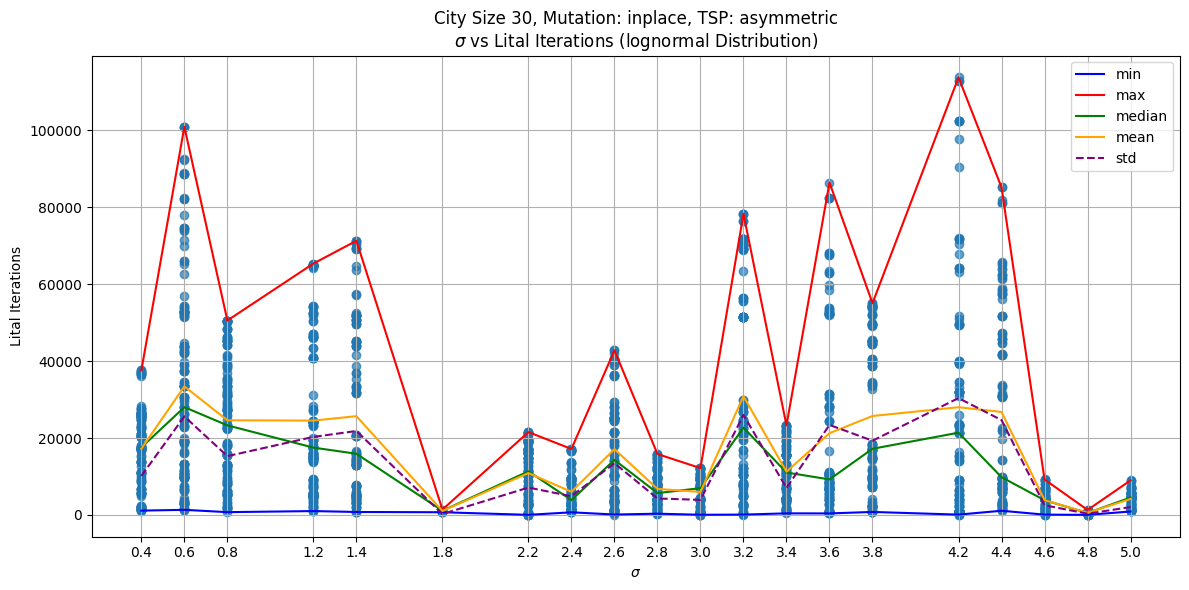 City Size 30, Mutation: inplace, TSP: asymmetric
σ vs Lital Iterations (lognormal Distribution)
min
max
median
mean
std
Lital Iterations
100000
80000
60000
40000
20000
0
0.4 0.6 0.8 1.2 1.4 1.8 2.2 2.4 2.6 2.8 3.0 3.2 3.4 3.6 3.8 4.2 4.4 4.6 4.8 5.0
σ